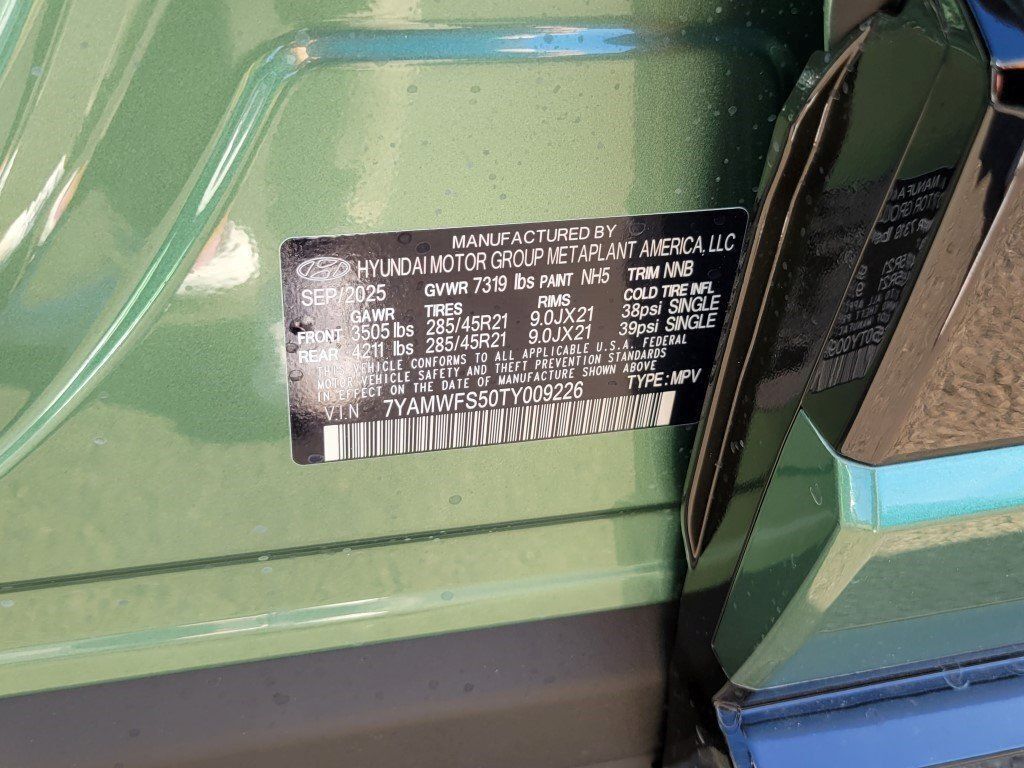 MANUFACTURED BY
HYUNDAI MOTOR GROUP METAPLANT AMERICA, LLC
SEP/2025 GVWR 7319 lbs PAINT NH5 TRIM NNB
GAWR TIRES RIMS COLD TIRE INFL
FRONT 3505 lbs 285/45R21 9.0JX21 38psi SINGLE
REAR 4211 lbs 285/45R21 9.0JX21 39psi SINGLE
THIS VEHICLE CONFORMS TO ALL APPLICABLE U.S.A. FEDERAL
MOTOR VEHICLE SAFETY AND THEFT PREVENTION STANDARDS
IN EFFECT ON THE DATE OF MANUFACTURE SHOWN ABOVE
V.I.N 7YAMWFS50TY009226 TYPE: MPV